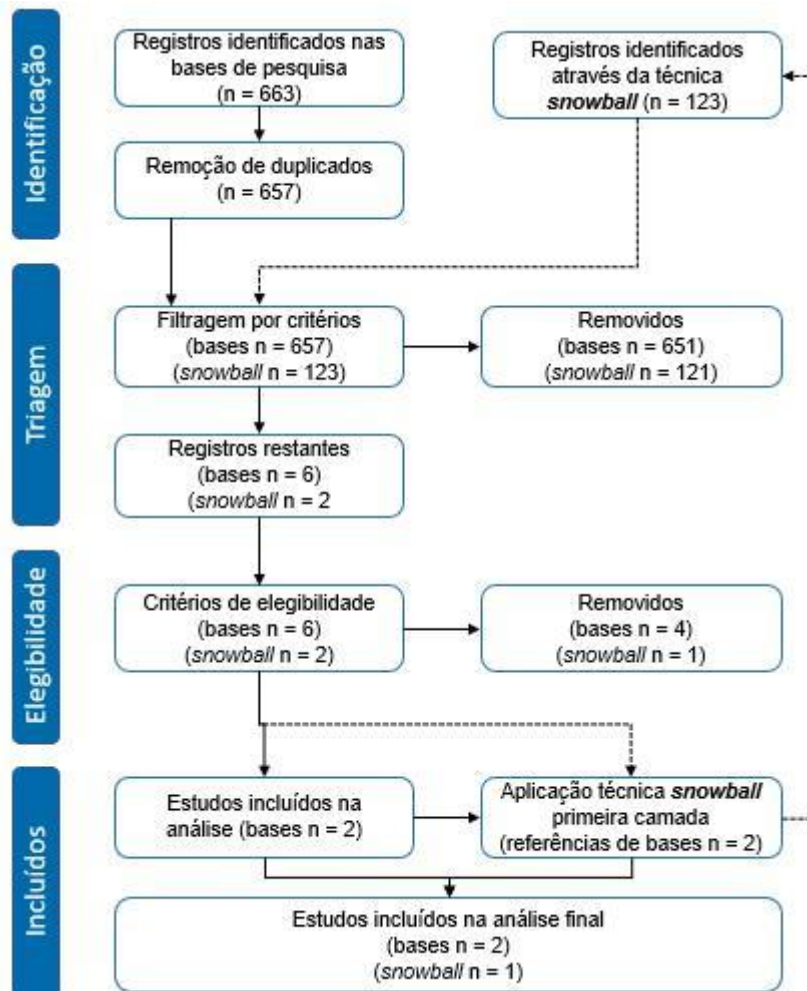 Identificação
Registros identificados nas
bases de pesquisa
(n = 663)
Registros identificados
através da técnica
snowball (n = 123)
Remoção de duplicados
(n = 657)
Triagem
Filtragem por critérios
(bases n = 657)
(snowball n = 123)
Removidos
(bases n = 651)
(snowball n = 121)
Registros restantes
(bases n = 6)
(snowball n = 2
Elegibilidade
Critérios de elegibilidade
(bases n = 6)
(snowball n = 2)
Removidos
(bases n = 4)
(snowball n = 1)
Incluídos
Estudos incluídos na
análise (bases n = 2)
Aplicação técnica snowball
primeira camada
(referências de bases n = 2)
Estudos incluídos na análise final
(bases n = 2)
(snowball n = 1)